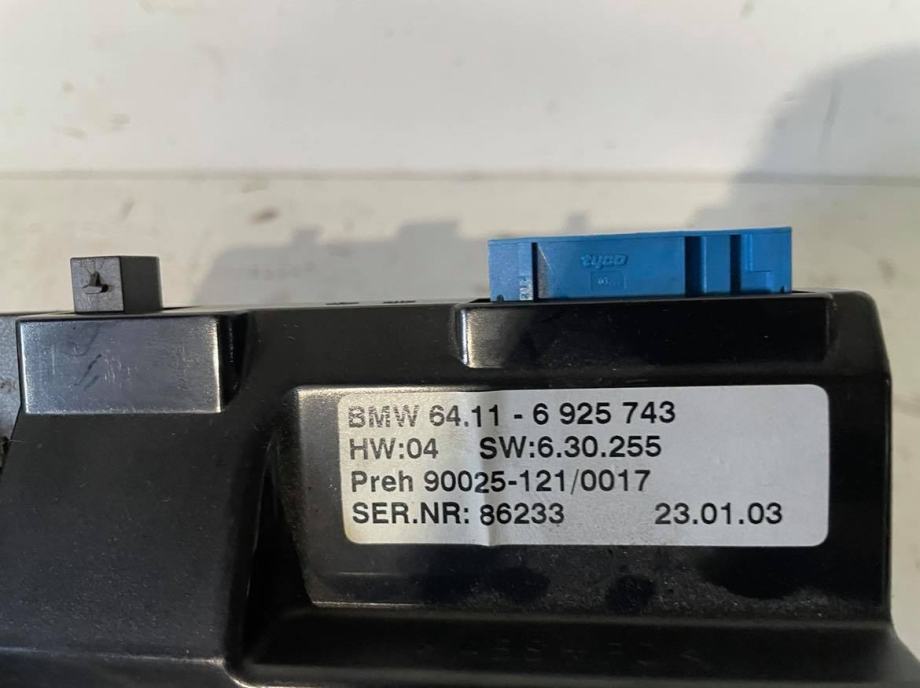 tyco
BMW 64.11 - 6 925 743
HW:04 SW:6.30.255
Preh 90025-121/0017
SER.NR: 86233 23.01.03